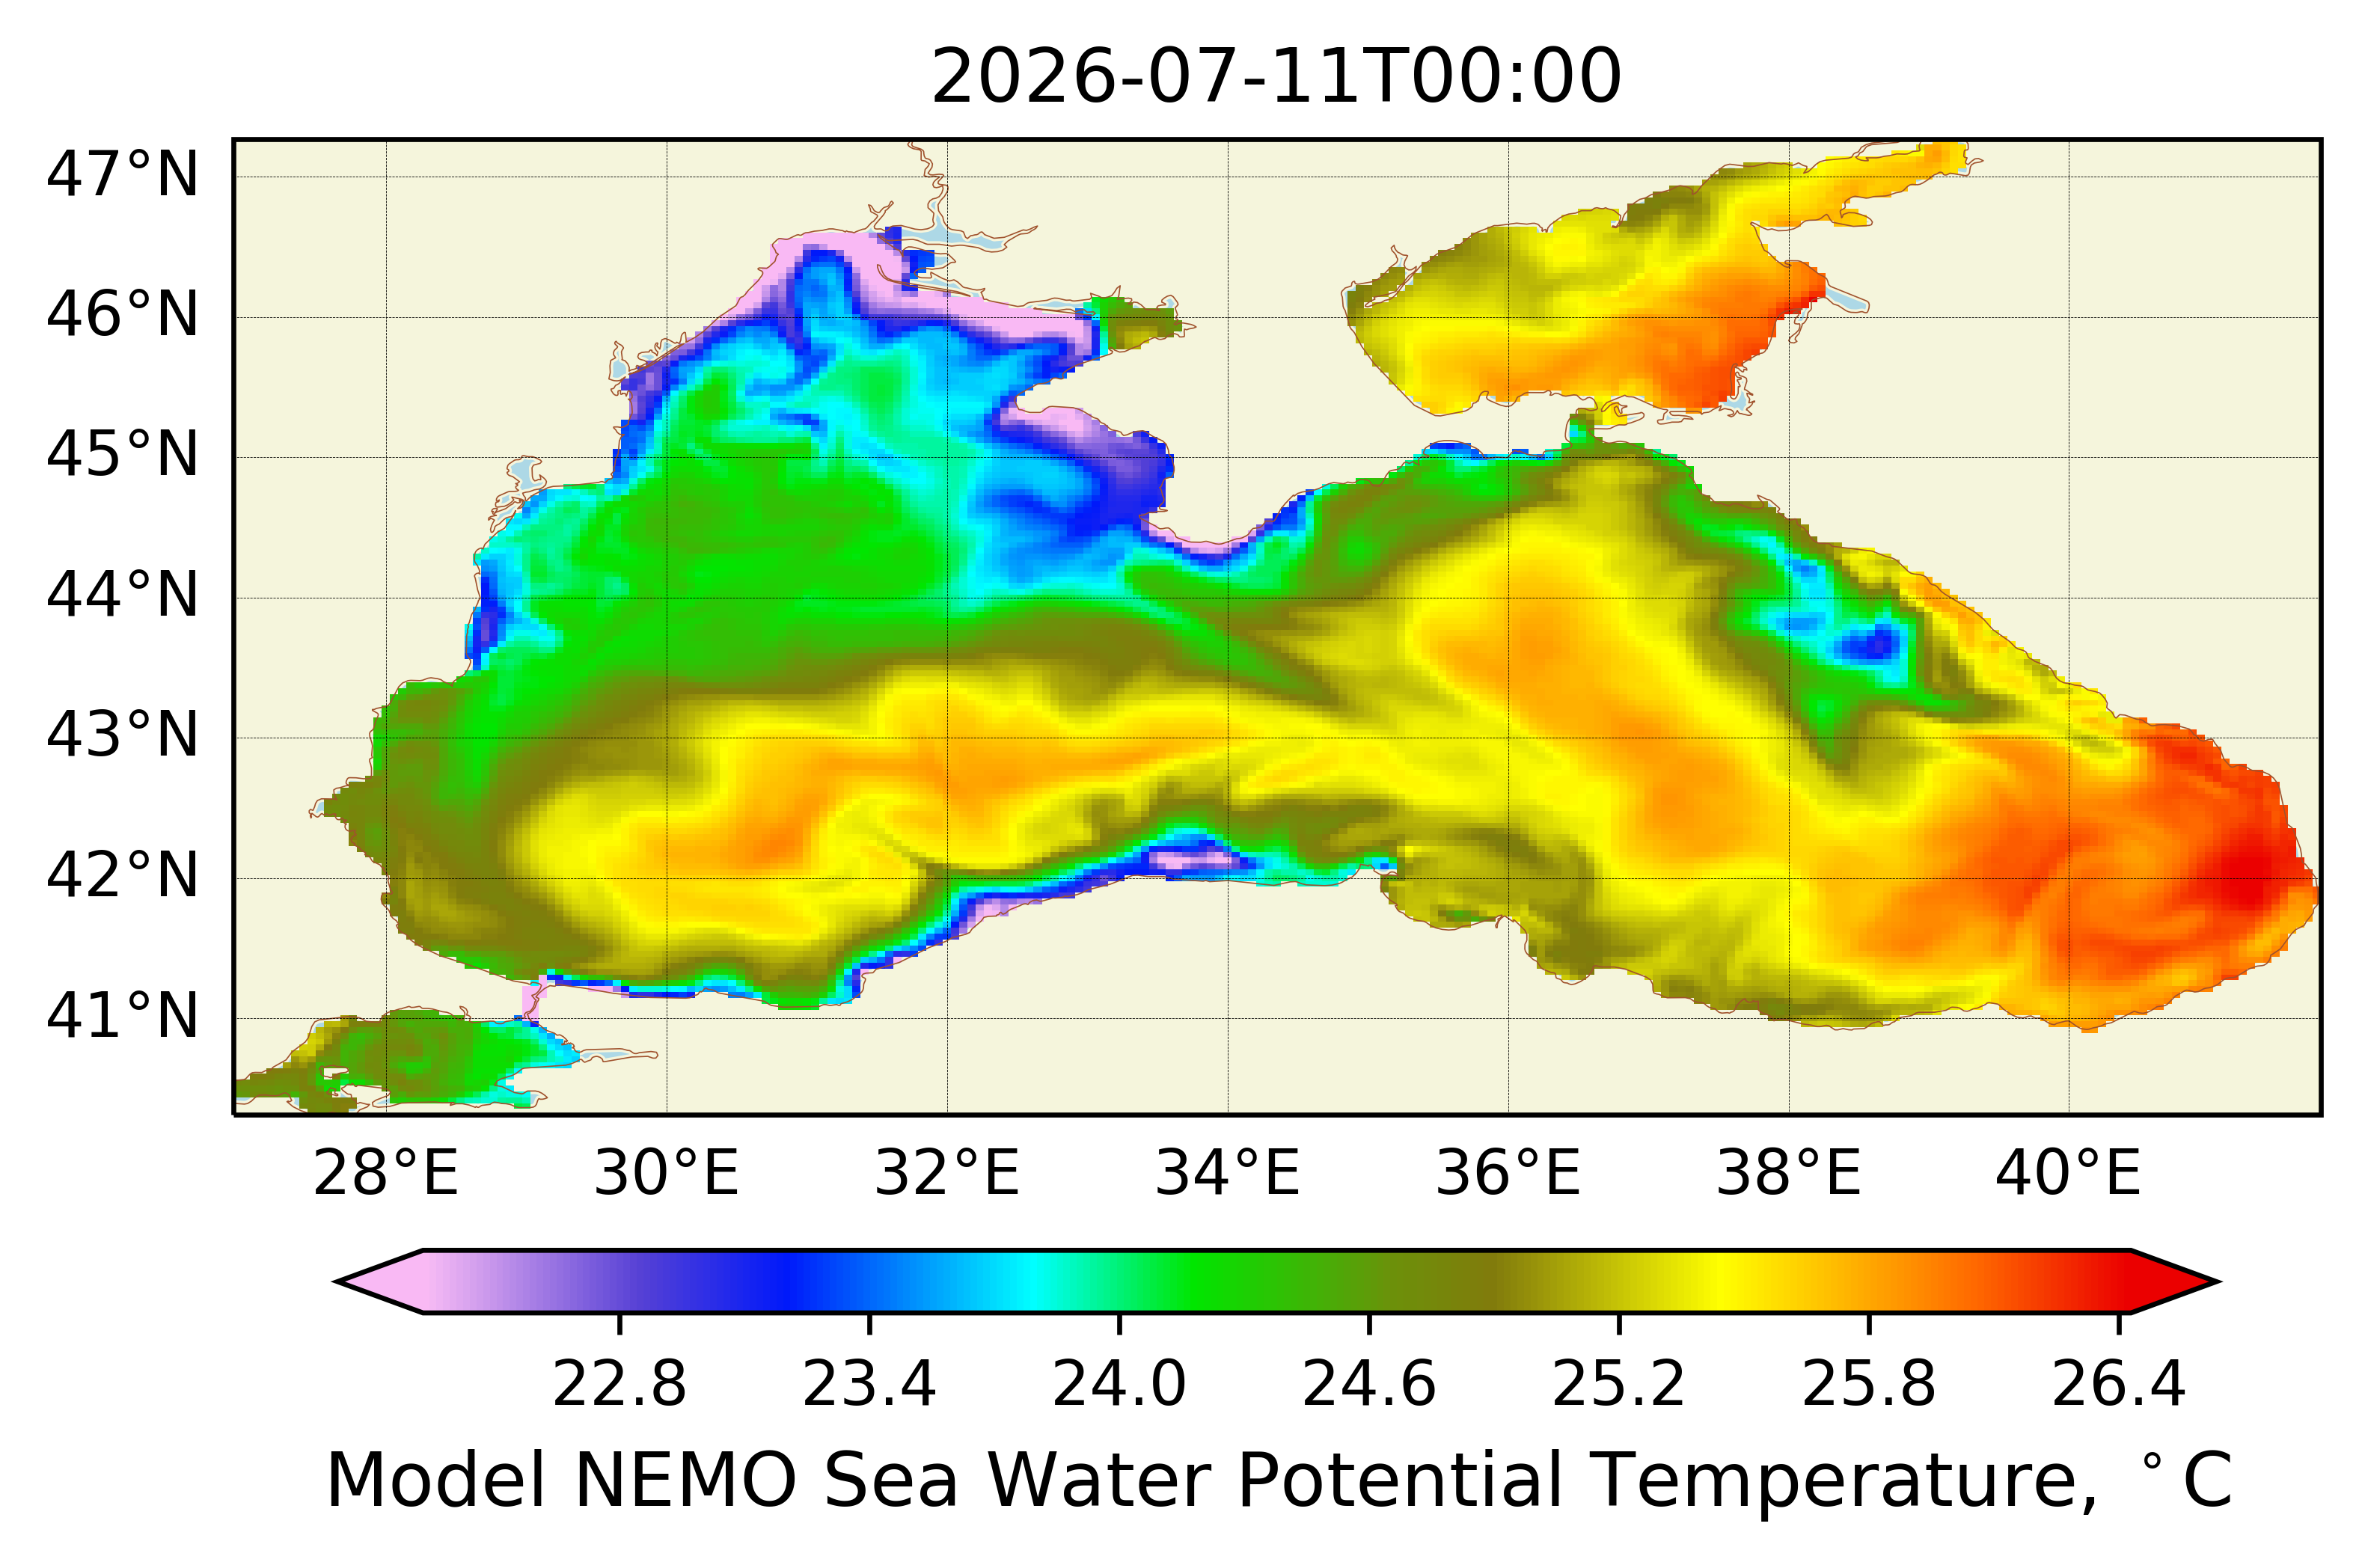 2026-07-11T00:00
47°N
46°N
45°N
44°N
43°N
42°N
41°N
28°E 30°E 32°E 34°E 36°E 38°E 40°E
22.8 23.4 24.0 24.6 25.2 25.8 26.4
Model NEMO Sea Water Potential Temperature, °C